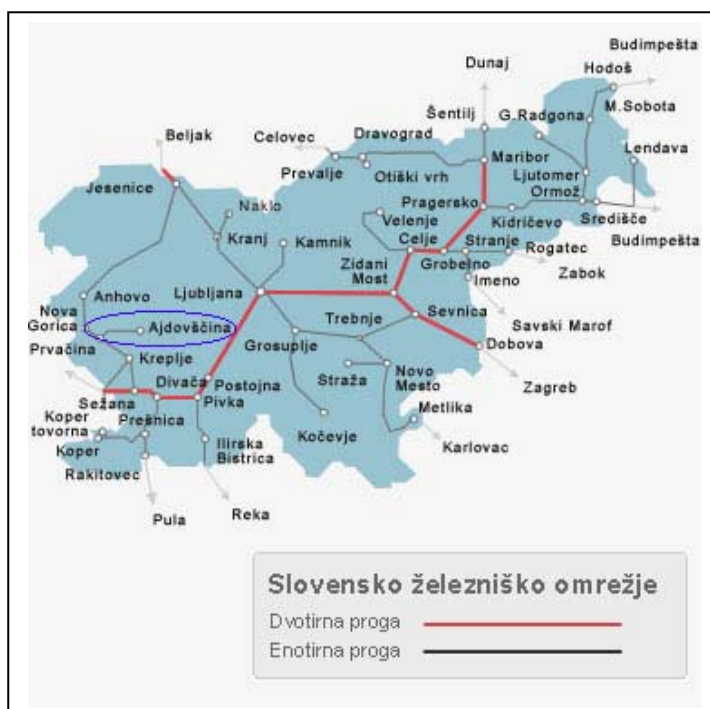 Budimpešta
Dunaj
Hodoš
Šentilj
G.Radgona
M.Sobota
Beljak
Celovec
Dravograd
Maribor
Lendava
Prevalje
Otiški vrh
Ljutomer
Jesenice
Ormož
Pragersko
Naklo
Velenje
Kidričevo
Središče
Kranj
Kamnik
Celje
Stranje
Rogatec
Budimpešta
Zidani
Most
Grobelno
Imeno
Zabok
Anhovo
Ljubljana
Nova
Gorica
Ajdovščina
Trebnje
Sevnica
Savski Marof
Prvačina
Grosuplje
Dobova
Kreplje
Straža
Novo
Mesto
Divača
Postojna
Zagreb
Sežana
Pivka
Metlika
Koper
tovorna
Prešnica
Kočevje
Karlovac
Koper
Ilirska
Bistrica
Rakitovec
Pula
Reka
Slovensko železniško omrežje
Dvotirna proga
Enotirna proga